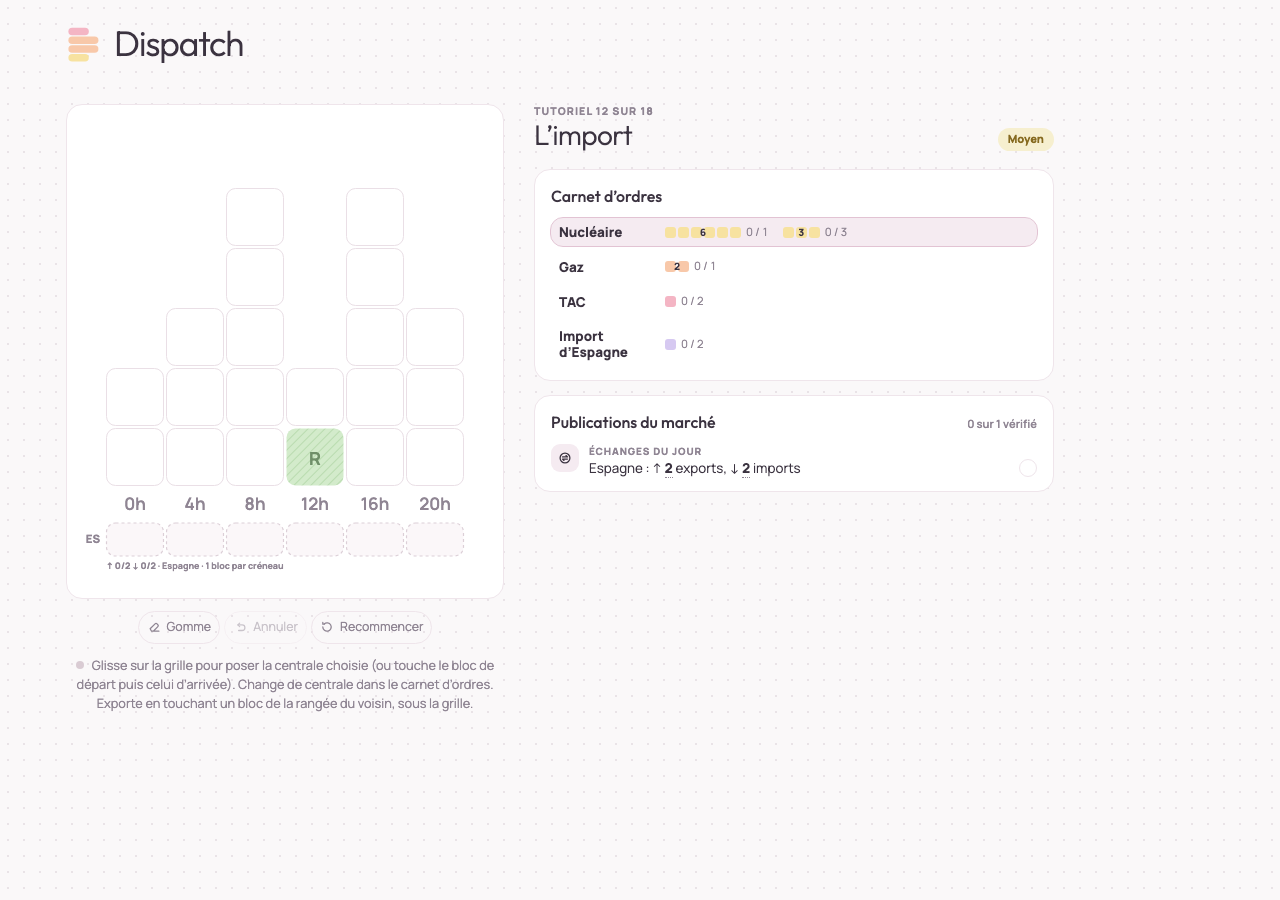 Dispatch
TUTORIEL 12 SUR 18
L’import
Moyen
Carnet d’ordres
Nucléaire 6 0 / 1 3 0 / 3
Gaz 2 0 / 1
TAC 0 / 2
Import
d’Espagne 0 / 2
Publications du marché
0 sur 1 vérifié
ÉCHANGES DU JOUR
Espagne : ↑ 2 exports, ↓ 2 imports
R
0h 4h 8h 12h 16h 20h
ES
↑ 0/2 ↓ 0/2 · Espagne · 1 bloc par créneau
Gomme Annuler Recommencer
Glisse sur la grille pour poser la centrale choisie (ou touche le bloc de
départ puis celui d’arrivée). Change de centrale dans le carnet d’ordres.
Exporte en touchant un bloc de la rangée du voisin, sous la grille.